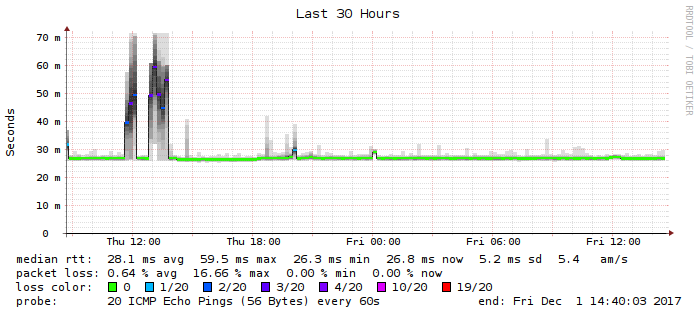 Last 30 Hours
RRDTOOL / TOBI OETIKER
Seconds
70 m
60 m
50 m
40 m
30 m
20 m
10 m
0
Thu 12:00 Thu 18:00 Fri 00:00 Fri 06:00 Fri 12:00
median rtt: 28.1 ms avg 59.5 ms max 26.3 ms min 26.8 ms now 5.2 ms sd 5.4 am/s
packet loss: 0.64 % avg 16.66 % max 0.00 % min 0.00 % now
loss color: 0 1/20 2/20 3/20 4/20 10/20 19/20
probe: 20 ICMP Echo Pings (56 Bytes) every 60s end: Fri Dec 1 14:40:03 2017